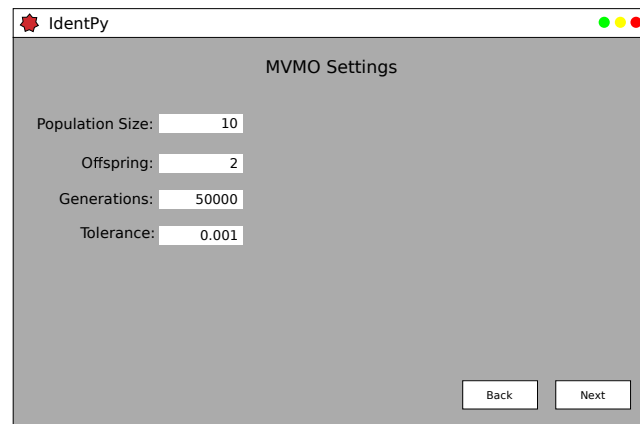 IdentPy
MVMO Settings
Population Size: 10
Offspring: 2
Generations: 50000
Tolerance: 0.001
Back Next